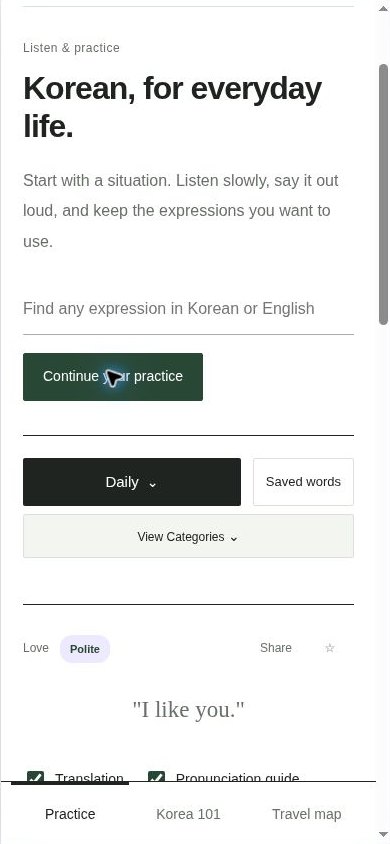 Listen & practice
Korean, for everyday
life.
Start with a situation. Listen slowly, say it out
loud, and keep the expressions you want to
use.
Find any expression in Korean or English
Continue your practice
Daily
Saved words
View Categories
Love
Polite
Share
"I like you."
Translation
Pronunciation guide
Practice
Korea 101
Travel map